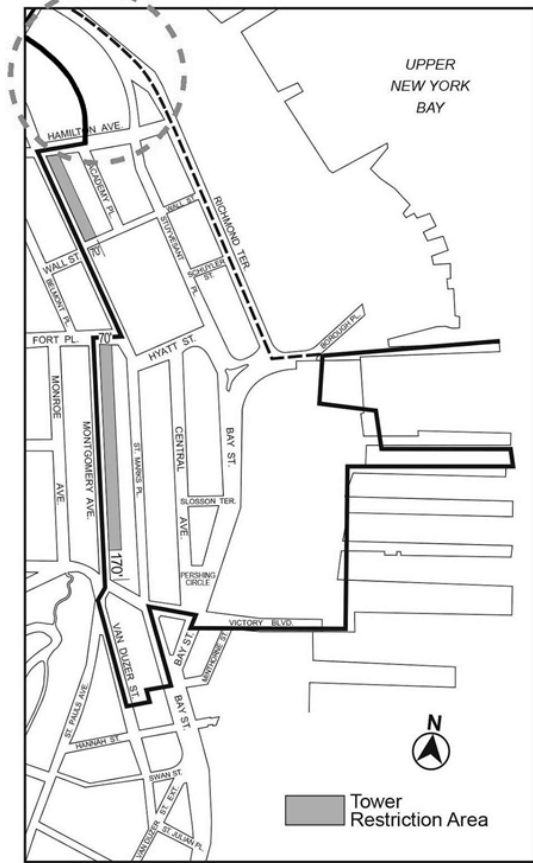 UPPER
NEW YORK
BAY
HAMILTON AVE.
ACADEMY PL.
WALL ST.
RICHMOND TER.
STUYVESANT PL.
70'
WALL ST.
SCHUYLER
ST.
BELMONT PL.
BOROUGH PL.
FORT PL.
70'
HYATT ST.
MONROE
AVE.
MONTGOMERY AVE.
ST. MARKS PL.
CENTRAL
AVE.
BAY ST.
SLOSSON TER.
170'
PERSHING
CIRCLE
VICTORY BLVD.
BAY ST.
MINTHORNE ST.
VAN DUZER ST.
ST. PAULS AVE.
BAY ST.
HANNAH ST.
SWAN ST.
VAN DUZER ST. EXT.
ST. JULIAN PL.
N
Tower
Restriction Area